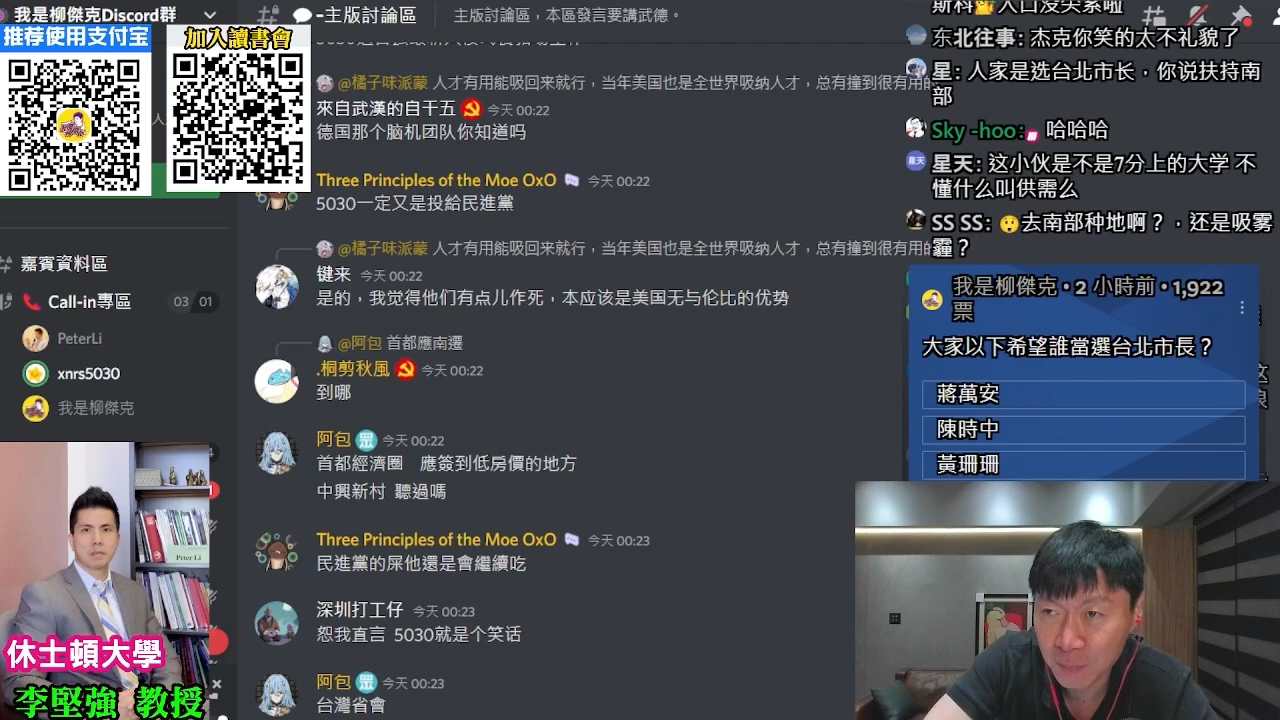 我是柳傑克Discord群
推荐使用支付宝
加入讀書會
-主版討論區
主版討論區，本區發言要講武德。
@橘子味派蒙 人才有用能吸回来就行，当年美国也是全世界吸纳人才，总有撞到很有用的
來自武漢的自干五 今天 00:22
德国那个脑机团队你知道吗
Three Principles of the Moe OxO 今天 00:22
5030一定又是投給民進黨
@橘子味派蒙 人才有用能吸回来就行，当年美国也是全世界吸纳人才，总有撞到很有用的
键来 今天 00:22
是的，我觉得他们有点儿作死，本应该是美国无与伦比的优势
@阿包 首都應南遷
.桐剪秋風 今天 00:22
到哪
阿包 眾 今天 00:22
首都經濟圈 應簽到低房價的地方
中興新村 聽過嗎
Three Principles of the Moe OxO 今天 00:23
民進黨的屎他還是會繼續吃
深圳打工仔 今天 00:23
恕我直言 5030就是个笑话
阿包 眾 今天 00:23
台灣省會
嘉賓資料區
Call-in專區 03 01
PeterLi
xnrs5030
我是柳傑克
Peter Li
休士頓大學
李堅強 教授
东北往事: 杰克你笑的太不礼貌了
星: 人家是选台北市长，你说扶持南
部
Sky -hoo: 哈哈哈
星天: 这小伙是不是7分上的大学 不
懂什么叫供需么
SS SS: 😲去南部种地啊？，还是吸雾
霾？
我是柳傑克 • 2 小時前 • 1,922
票
大家以下希望誰當選台北市長？
蔣萬安
陳時中
黃珊珊